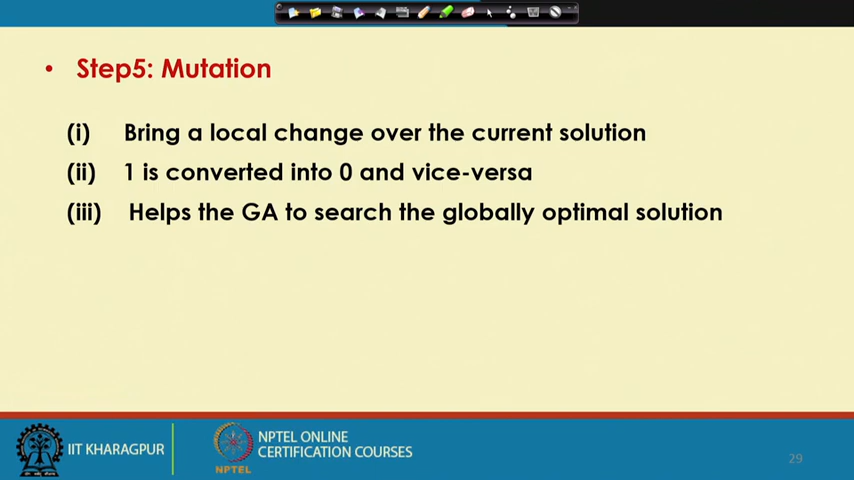 • Step5: Mutation
(i) Bring a local change over the current solution
(ii) 1 is converted into 0 and vice-versa
(iii) Helps the GA to search the globally optimal solution
IIT KHARAGPUR
NPTEL
NPTEL ONLINE
CERTIFICATION COURSES
29